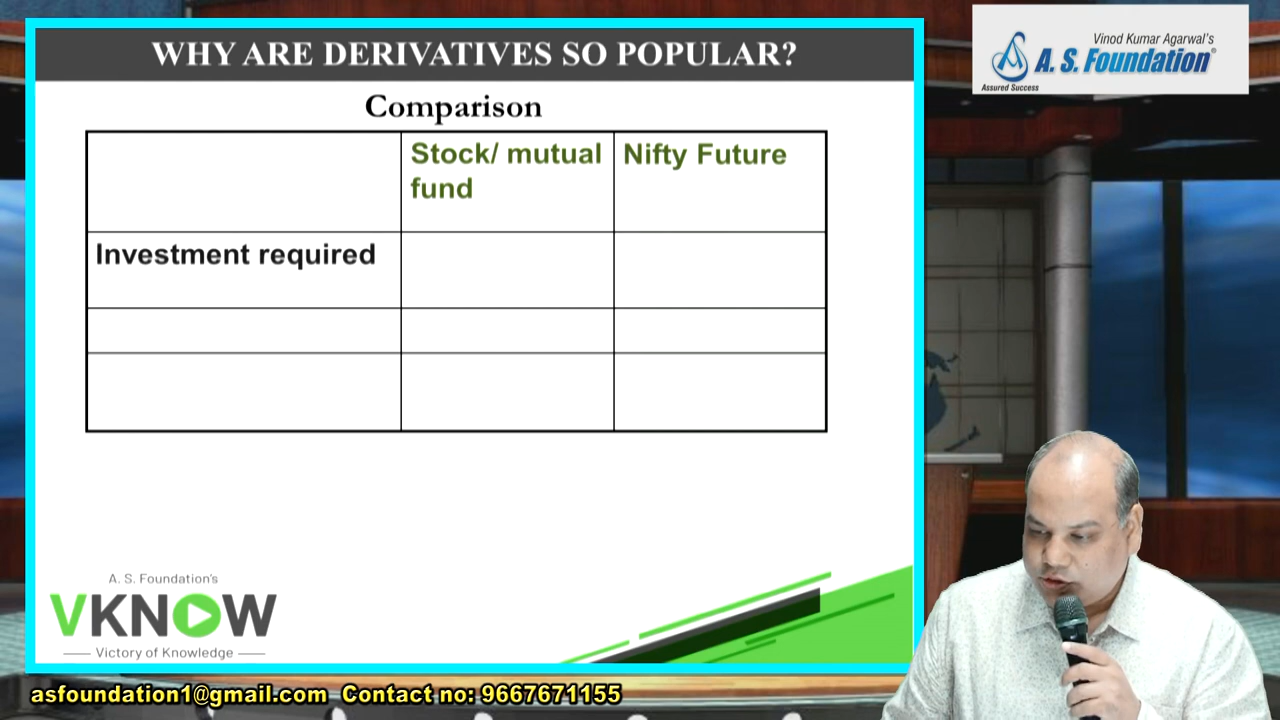 WHY ARE DERIVATIVES SO POPULAR?
Vinod Kumar Agarwal's
A. S. Foundation®
Assured Success
Comparison
Stock/ mutual
fund
Nifty Future
Investment required
A. S. Foundation's
VKNOW
Victory of Knowledge
asfoundation1@gmail.com Contact no: 9667671155